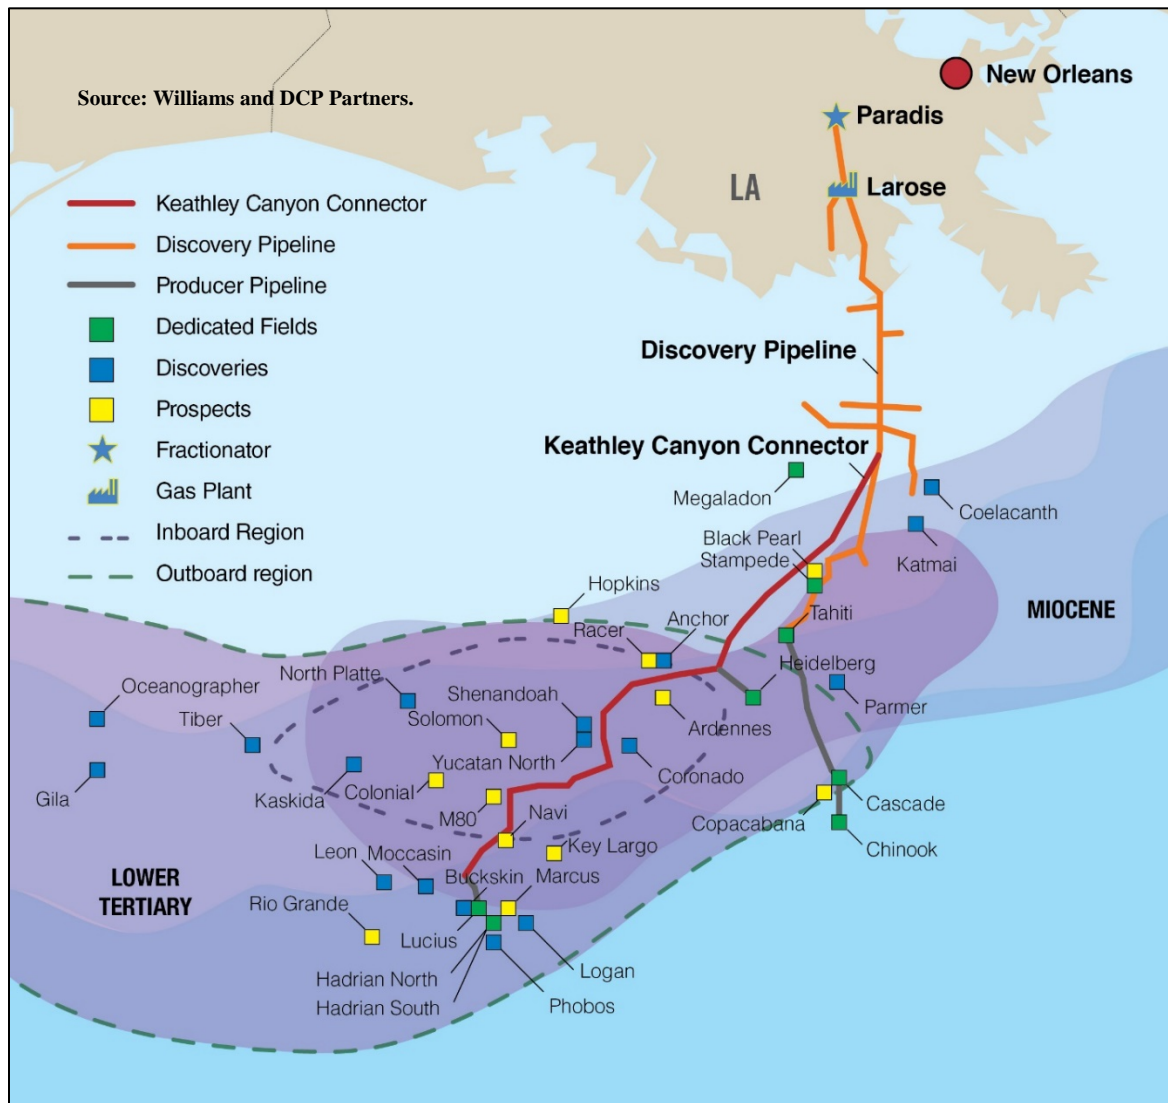 New Orleans
Source: Williams and DCP Partners.
Paradis
LA
Larose
Keathley Canyon Connector
Discovery Pipeline
Producer Pipeline
Dedicated Fields
Discoveries
Prospects
Fractionator
Gas Plant
Inboard Region
Outboard region
Discovery Pipeline
Keathley Canyon Connector
Megaladon
Coelacanth
Black Pearl
Stampede
Katmai
Hopkins
MIOCENE
Tahiti
Racer
Anchor
Heidelberg
North Platte
Oceanographer
Shenandoah
Parmer
Tiber
Solomon
Ardennes
Yucatan North
Coronado
Gila
Kaskida
Colonial
Cascade
M80
Navi
Copacabana
Key Largo
Chinook
Leon
Moccasin
LOWER
TERTIARY
Buckskin
Marcus
Rio Grande
Lucius
Hadrian North
Logan
Hadrian South
Phobos